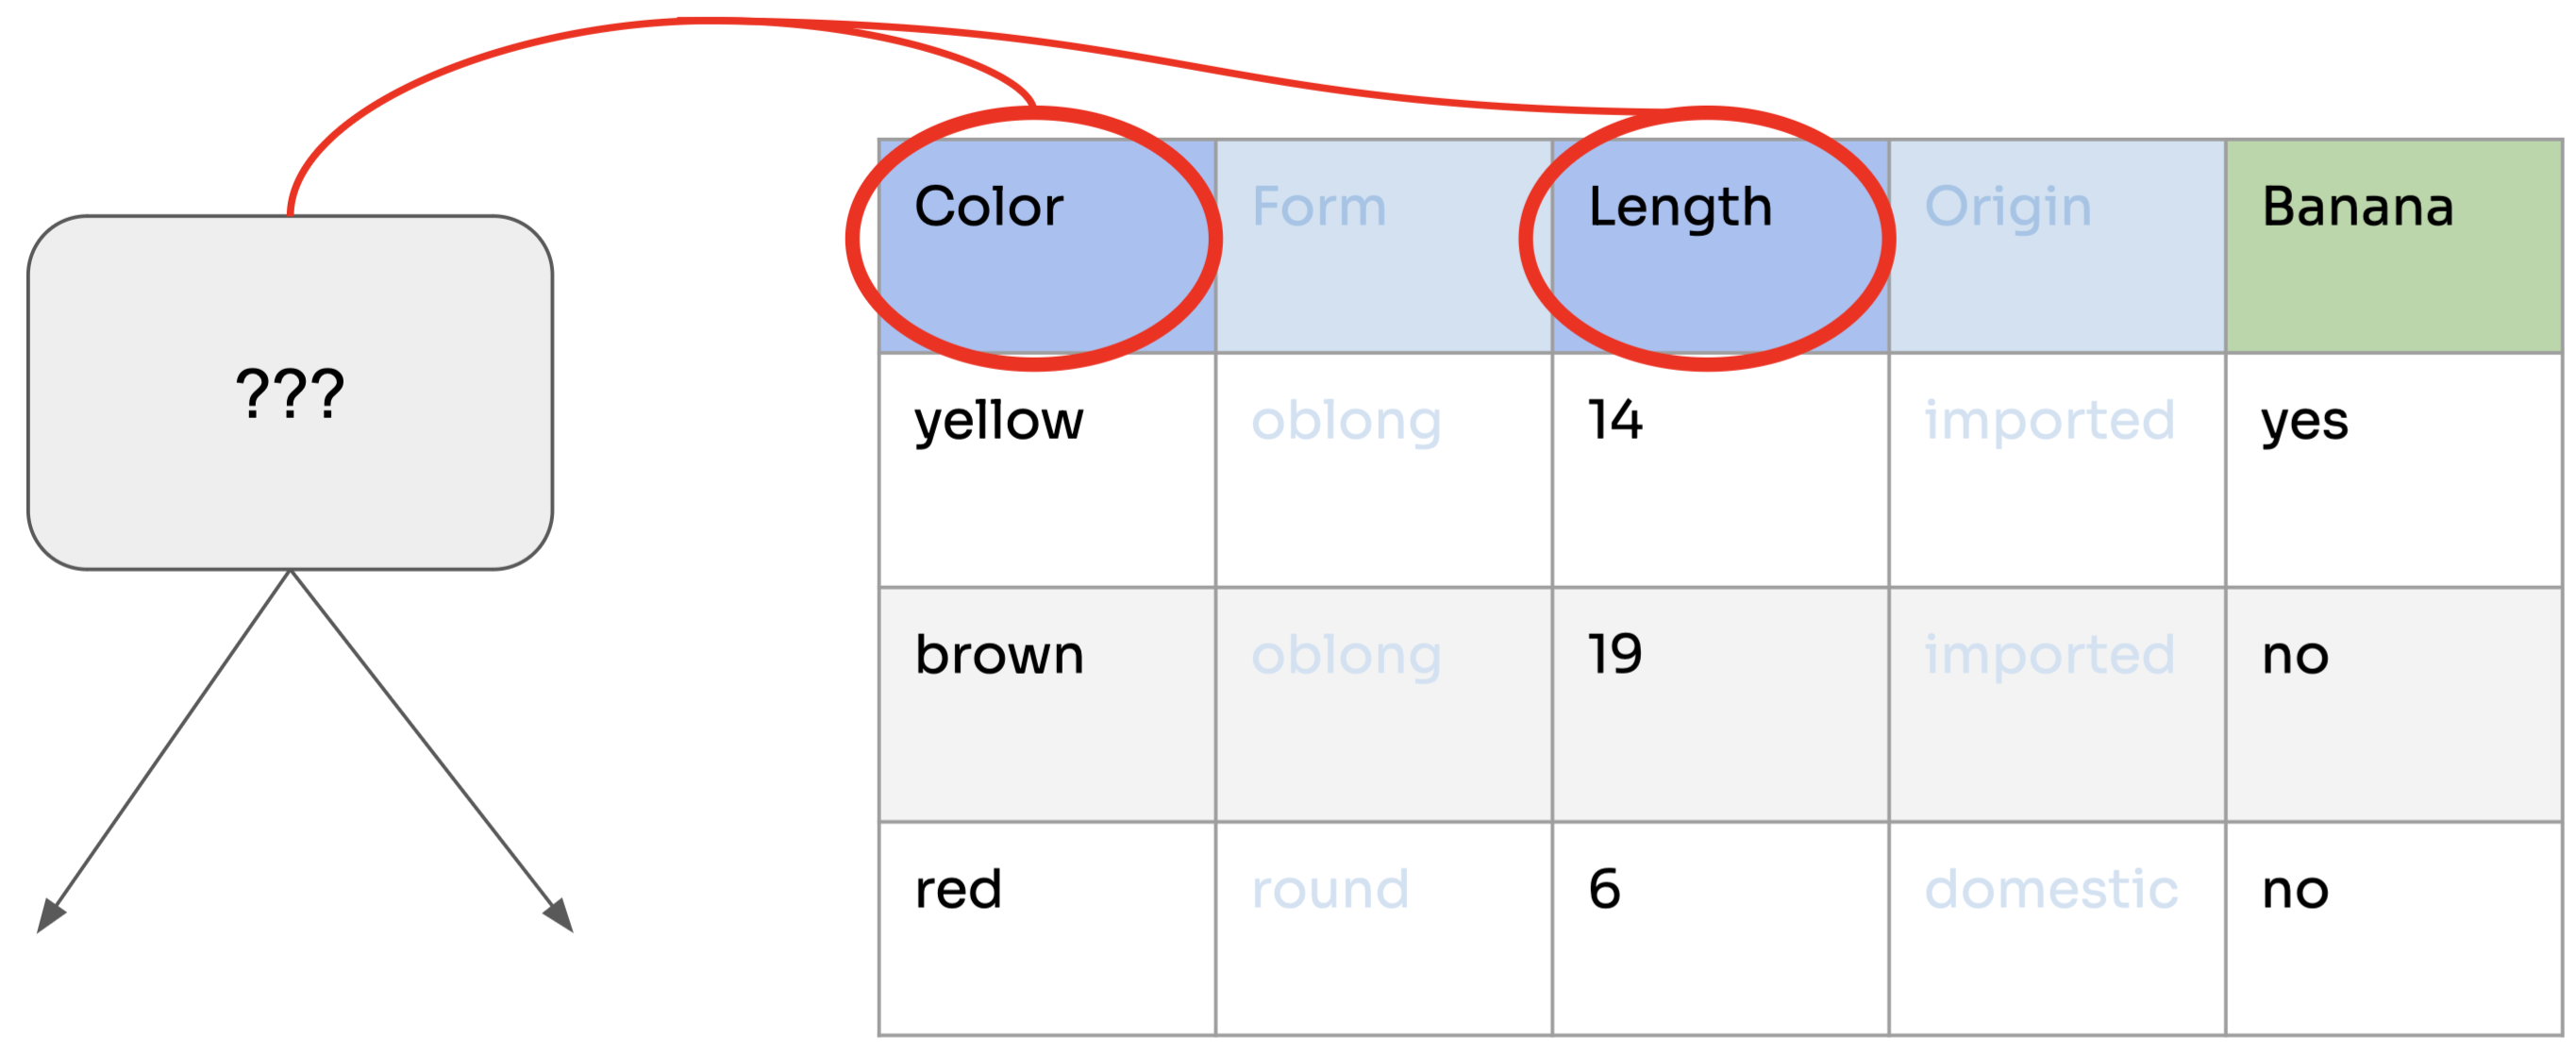 ???
Color Form Length Origin Banana
yellow oblong 14 imported yes
brown oblong 19 imported no
red round 6 domestic no